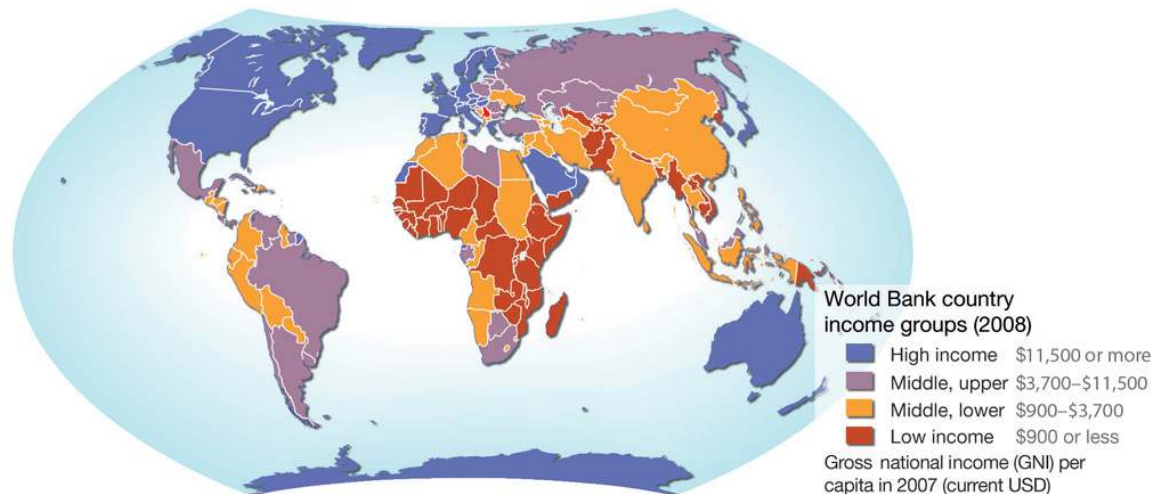 World Bank country
income groups (2008)
High income $11,500 or more
Middle, upper $3,700–$11,500
Middle, lower $900–$3,700
Low income $900 or less
Gross national income (GNI) per
capita in 2007 (current USD)